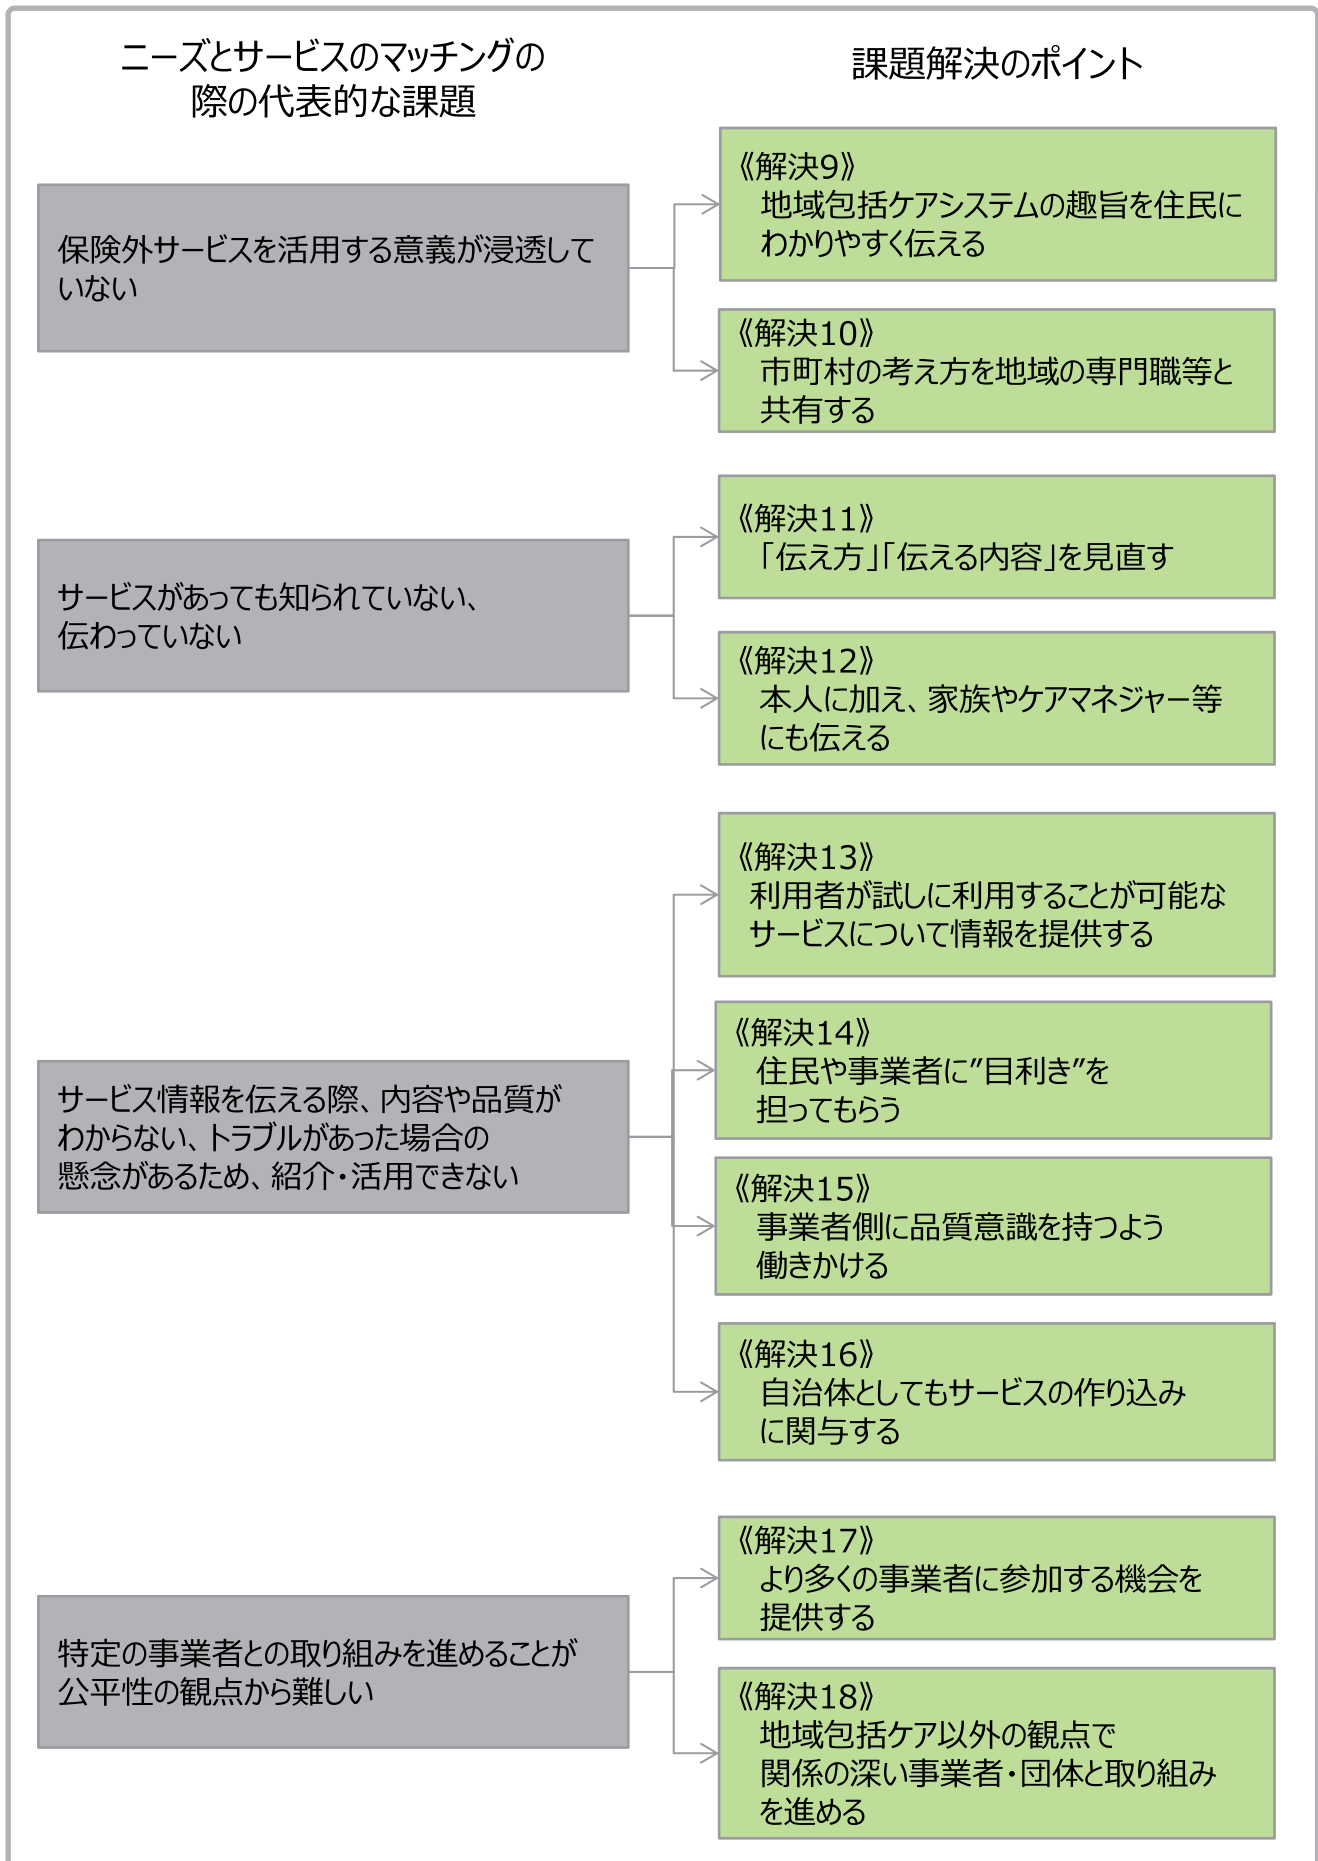 ニーズとサービスのマッチングの
際の代表的な課題
課題解決のポイント
保険外サービスを活用する意義が浸透して
いない
《解決9》
地域包括ケアシステムの趣旨を住民に
わかりやすく伝える
《解決10》
市町村の考え方を地域の専門職等と
共有する
サービスがあっても知られていない、
伝わっていない
《解決11》
「伝え方」「伝える内容」を見直す
《解決12》
本人に加え、家族やケアマネジャー等
にも伝える
サービス情報を伝える際、内容や品質が
わからない、トラブルがあった場合の
懸念があるため、紹介・活用できない
《解決13》
利用者が試しに利用することが可能な
サービスについて情報を提供する
《解決14》
住民や事業者に”目利き”を
担ってもらう
《解決15》
事業者側に品質意識を持つよう
働きかける
《解決16》
自治体としてもサービスの作り込み
に関与する
特定の事業者との取り組みを進めることが
公平性の観点から難しい
《解決17》
より多くの事業者に参加する機会を
提供する
《解決18》
地域包括ケア以外の観点で
関係の深い事業者・団体と取り組み
を進める